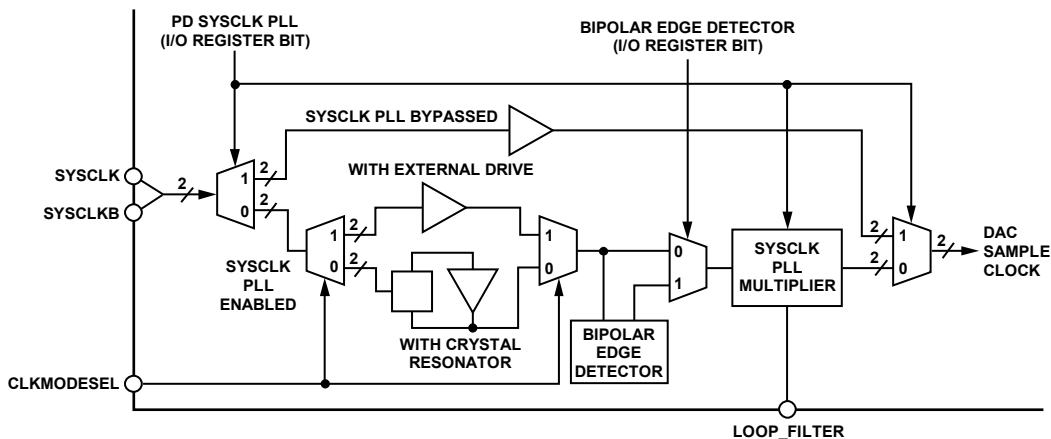 PD SYSCLK PLL
(I/O REGISTER BIT)
BIPOLAR EDGE DETECTOR
(I/O REGISTER BIT)
SYSCLK PLL BYPASSED
WITH EXTERNAL DRIVE
SYSCLK
SYSCLKB
2
1
0
2
2
SYSCLK
PLL
ENABLED
1
0
2
2
WITH CRYSTAL
RESONATOR
1
0
BIPOLAR
EDGE
DETECTOR
0
1
SYSCLK
PLL
MULTIPLIER
2
2
1
0
2
DAC
SAMPLE
CLOCK
CLKMODESEL
LOOP_FILTER